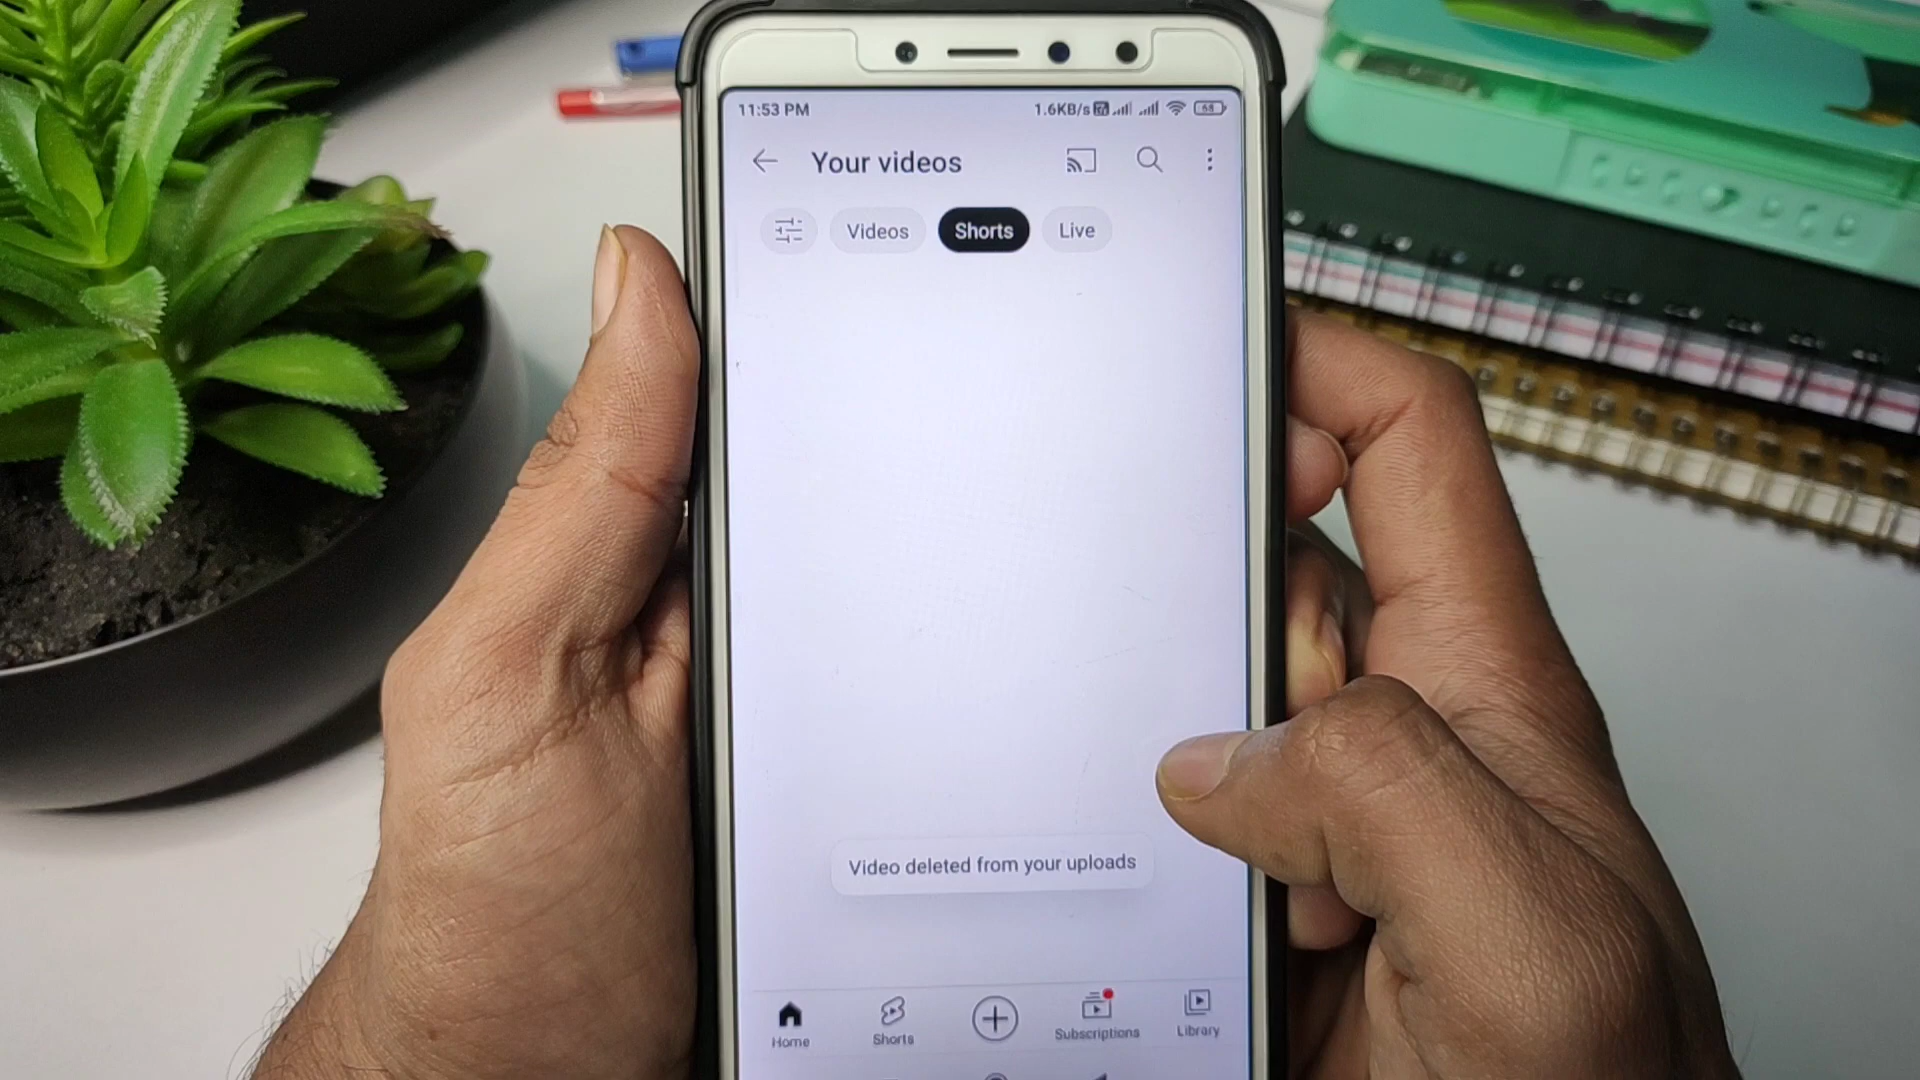 11:53 PM 1.6KB/s 68
Your videos
Videos Shorts Live
Video deleted from your uploads
Home Shorts Subscriptions Library